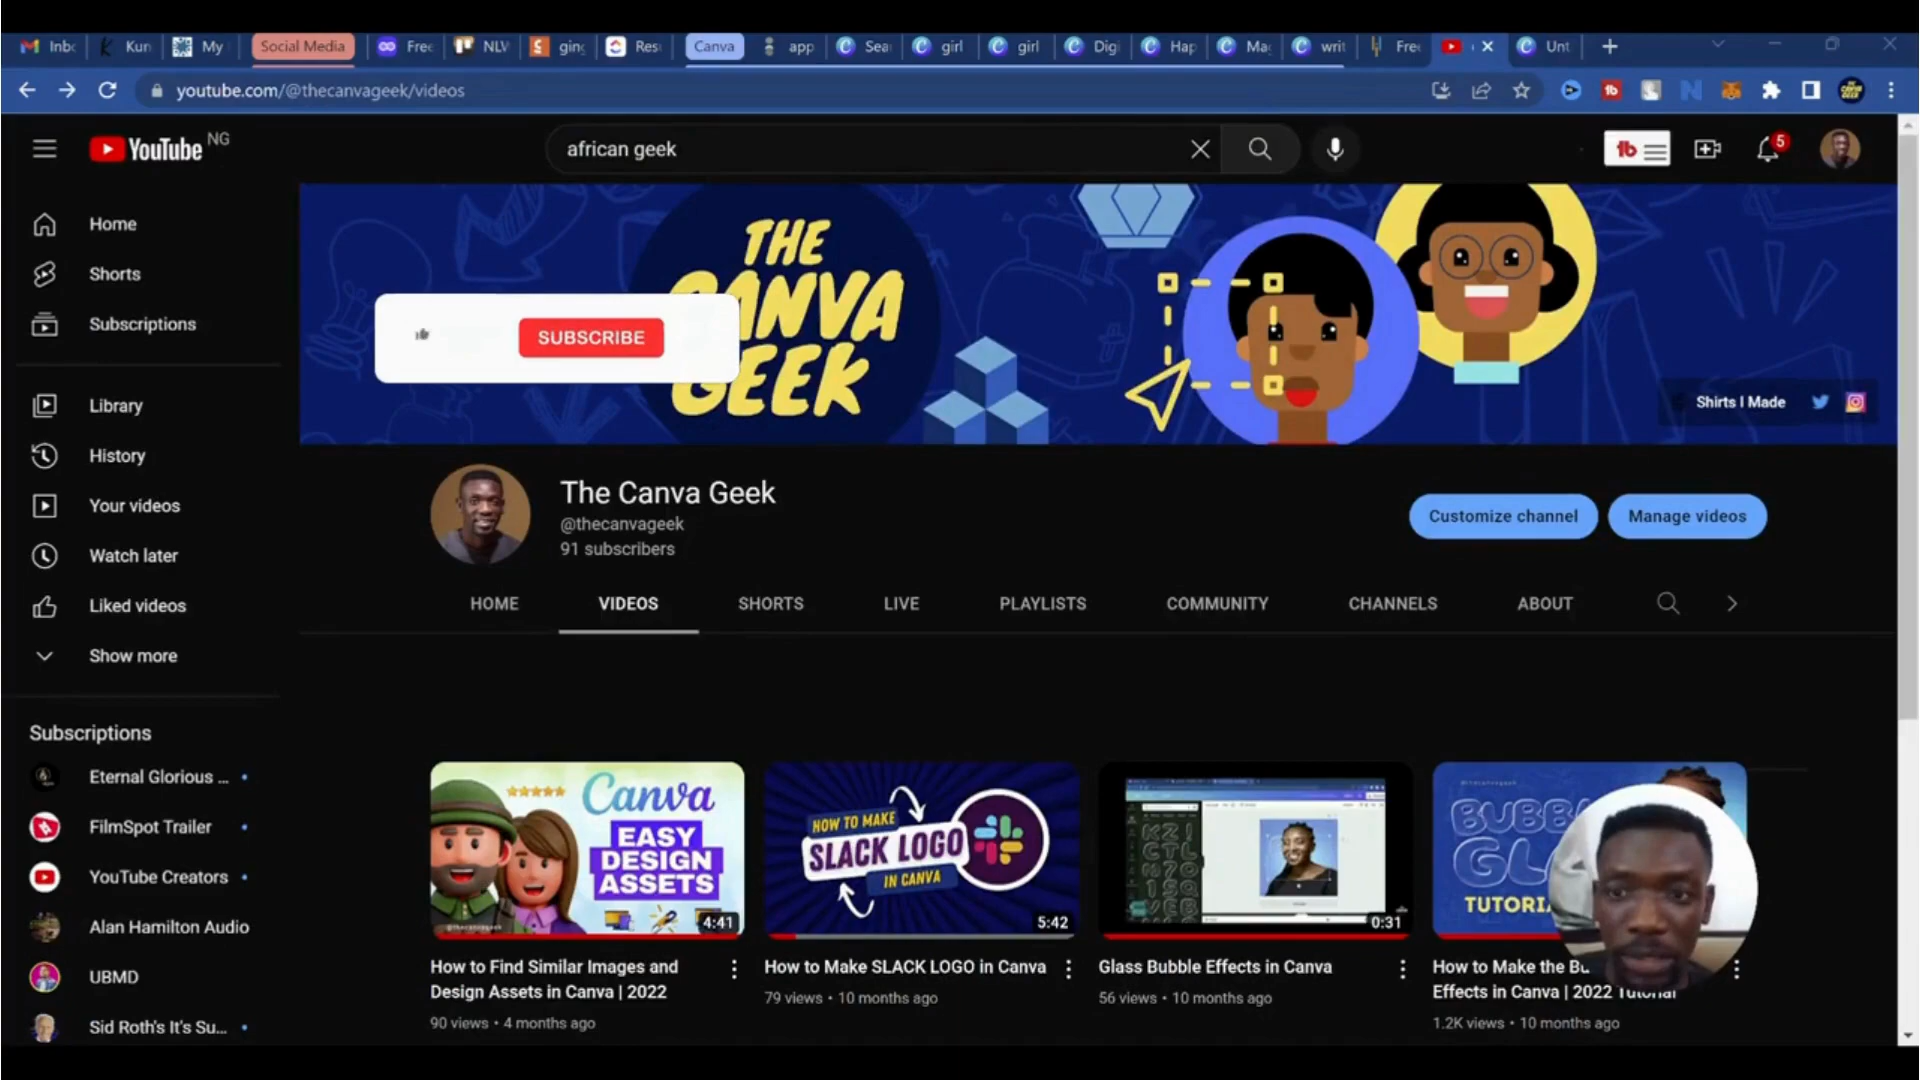 Inbc
Kun
My
Social Media
Free
NLV
ging
Res
Canva
app
Sea
girl
girl
Digi
Hap
Mag
writ
Free
Unt
youtube.com/@thecanvageek/videos
YouTube NG
african geek
5
Home
Shorts
Subscriptions
Library
History
Your videos
Watch later
Liked videos
Show more
Subscriptions
Eternal Glorious ...
FilmSpot Trailer
YouTube Creators
Alan Hamilton Audio
UBMD
Sid Roth's It's Su...
THE
CANVA
GEEK
SUBSCRIBE
Shirts I Made
The Canva Geek
@thecanvageek
91 subscribers
Customize channel
Manage videos
HOME
VIDEOS
SHORTS
LIVE
PLAYLISTS
COMMUNITY
CHANNELS
ABOUT
Canva
EASY
DESIGN
ASSETS
4:41
How to Find Similar Images and
Design Assets in Canva | 2022
90 views • 4 months ago
HOW TO MAKE
SLACK LOGO
IN CANVA
5:42
How to Make SLACK LOGO in Canva
79 views • 10 months ago
0:31
Glass Bubble Effects in Canva
56 views • 10 months ago
BUBB
GL
TUTORI
How to Make the Bu
Effects in Canva | 2022 Tutorial
1.2K views • 10 months ago